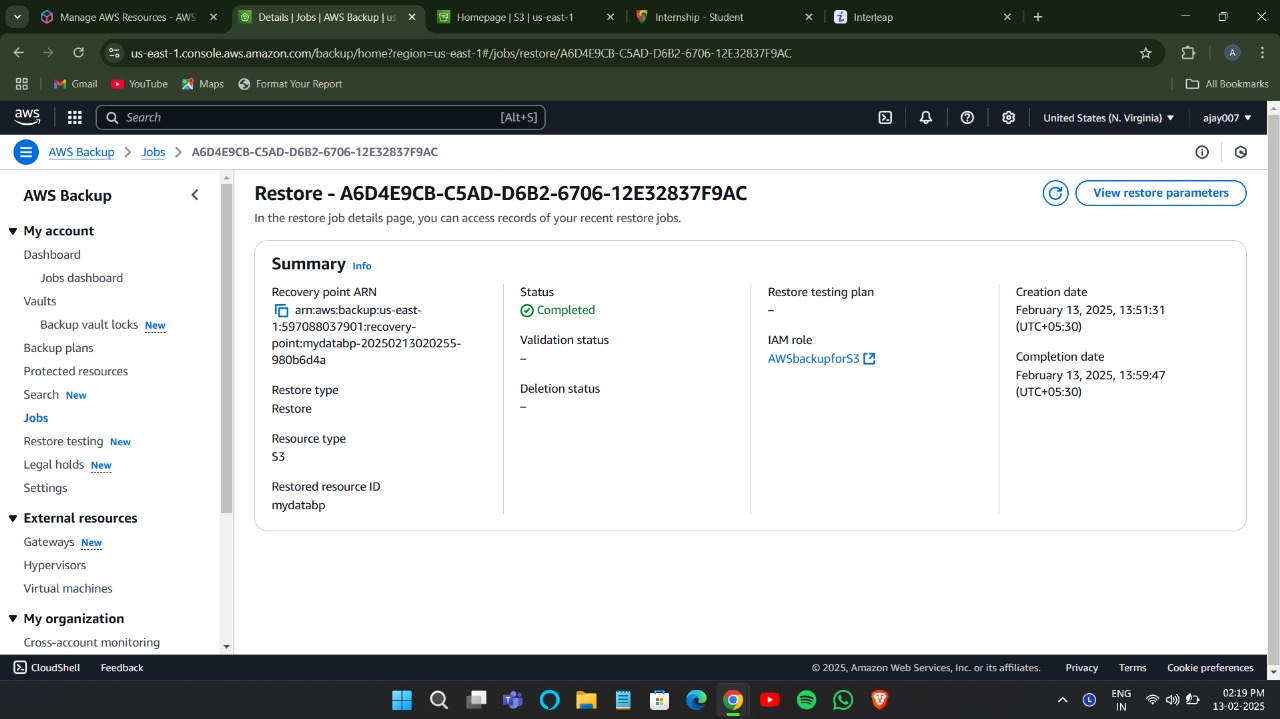 Manage AWS Resources - AWS
Details | Jobs | AWS Backup | us
Homepage | S3 | us-east-1
Internship - Student
Interleap
us-east-1.console.aws.amazon.com/backup/home?region=us-east-1#/jobs/restore/A6D4E9CB-C5AD-D6B2-6706-12E32837F9AC
A
Gmail
YouTube
Maps
Format Your Report
All Bookmarks
aws
Search
[Alt+S]
United States (N. Virginia)
ajay007
AWS Backup
Jobs
A6D4E9CB-C5AD-D6B2-6706-12E32837F9AC
AWS Backup
My account
Dashboard
Jobs dashboard
Vaults
Backup vault locks New
Backup plans
Protected resources
Search New
Jobs
Restore testing New
Legal holds New
Settings
External resources
Gateways New
Hypervisors
Virtual machines
My organization
Cross-account monitoring
Restore - A6D4E9CB-C5AD-D6B2-6706-12E32837F9AC
View restore parameters
In the restore job details page, you can access records of your recent restore jobs.
Summary Info
Recovery point ARN
arn:aws:backup:us-east-
1:597088037901:recovery-
point:mydatabp-20250213020255-
980b6d4a
Restore type
Restore
Resource type
S3
Restored resource ID
mydatabp
Status
Completed
Validation status
–
Deletion status
–
Restore testing plan
–
IAM role
AWSbackupforS3
Creation date
February 13, 2025, 13:51:31
(UTC+05:30)
Completion date
February 13, 2025, 13:59:47
(UTC+05:30)
CloudShell
Feedback
© 2025, Amazon Web Services, Inc. or its affiliates.
Privacy
Terms
Cookie preferences
L
ENG
IN
02:19 PM
13-02-2025